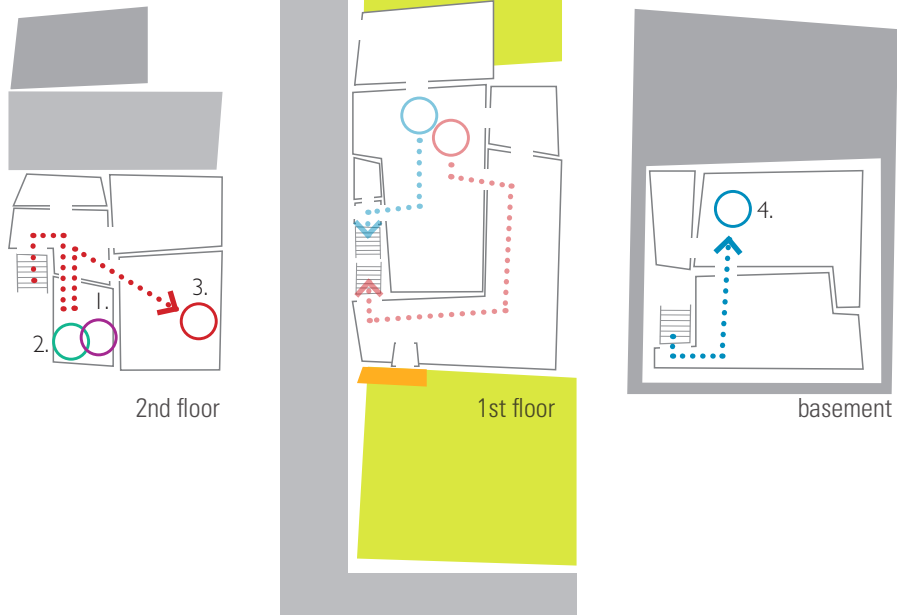 3.
1.
2.
2nd floor
1st floor
4.
basement